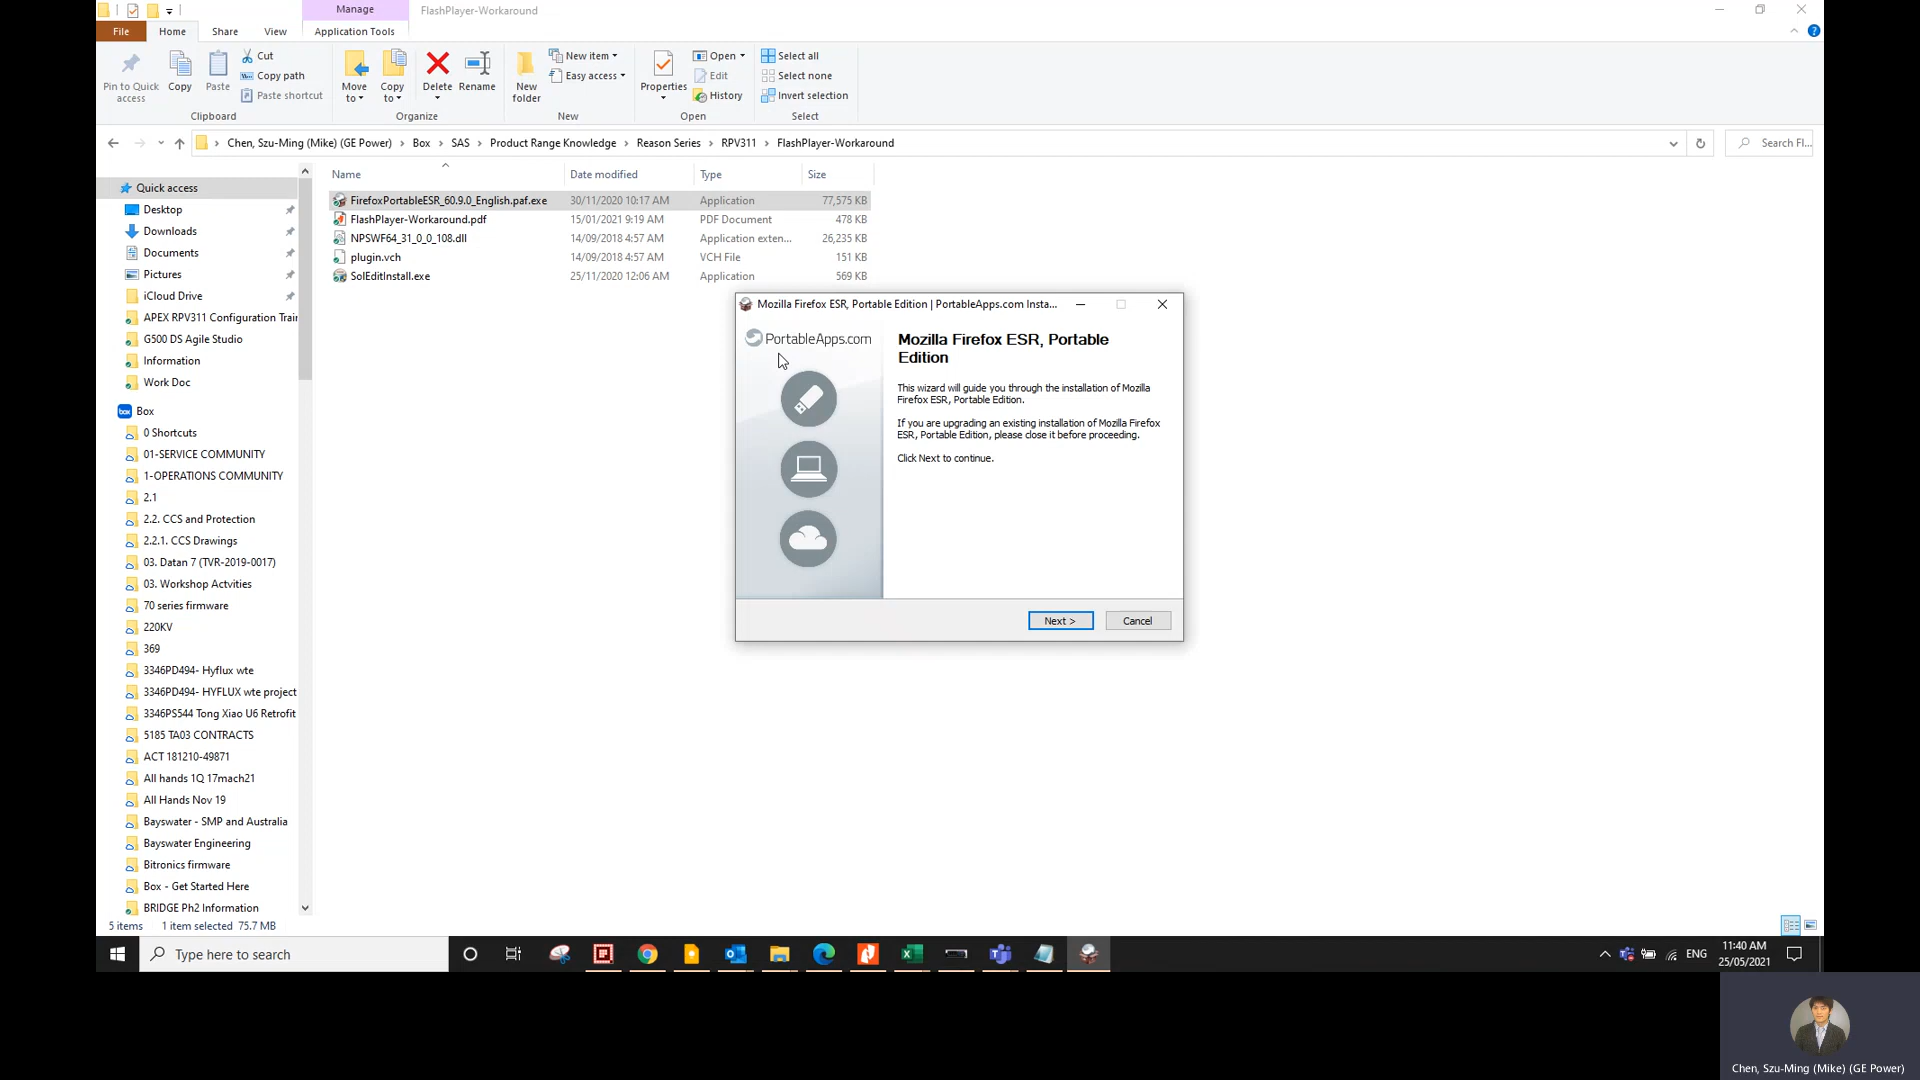 Manage
FlashPlayer-Workaround
File
Home
Share
View
Application Tools
Pin to Quick access
Copy
Paste
Cut
Copy path
Paste shortcut
Clipboard
Move to
Copy to
Delete
Rename
Organize
New folder
New item
Easy access
New
Properties
Open
Edit
History
Open
Select all
Select none
Invert selection
Select
Chen, Szu-Ming (Mike) (GE Power) > Box > SAS > Product Range Knowledge > Reason Series > RPV311 > FlashPlayer-Workaround
Search Fl...
Name Date modified Type Size
FirefoxPortableESR_60.9.0_English.paf.exe 30/11/2020 10:17 AM Application 77,575 KB
FlashPlayer-Workaround.pdf 15/01/2021 9:19 AM PDF Document 478 KB
NPSWF64_31_0_0_108.dll 14/09/2018 4:57 AM Application exten... 26,235 KB
plugin.vch 14/09/2018 4:57 AM VCH File 151 KB
SolEditInstall.exe 25/11/2020 12:06 AM Application 569 KB
Quick access
Desktop
Downloads
Documents
Pictures
iCloud Drive
APEX RPV311 Configuration Trai
G500 DS Agile Studio
Information
Work Doc
box
Box
0 Shortcuts
01-SERVICE COMMUNITY
1-OPERATIONS COMMUNITY
2.1
2.2. CCS and Protection
2.2.1. CCS Drawings
03. Datan 7 (TVR-2019-0017)
03. Workshop Actvities
70 series firmware
220KV
369
3346PD494- Hyflux wte
3346PD494- HYFLUX wte project
3346PS544 Tong Xiao U6 Retrofit
5185 TA03 CONTRACTS
ACT 181210-49871
All hands 1Q 17mach21
All Hands Nov 19
Bayswater - SMP and Australia
Bayswater Engineering
Bitronics firmware
Box - Get Started Here
BRIDGE Ph2 Information
Mozilla Firefox ESR, Portable Edition | PortableApps.com Insta...
PortableApps.com
Mozilla Firefox ESR, Portable
Edition
This wizard will guide you through the installation of Mozilla
Firefox ESR, Portable Edition.
If you are upgrading an existing installation of Mozilla Firefox
ESR, Portable Edition, please close it before proceeding.
Click Next to continue.
Next >
Cancel
5 items 1 item selected 75.7 MB
Type here to search
ENG
11:40 AM
25/05/2021
Chen, Szu-Ming (Mike) (GE Power)